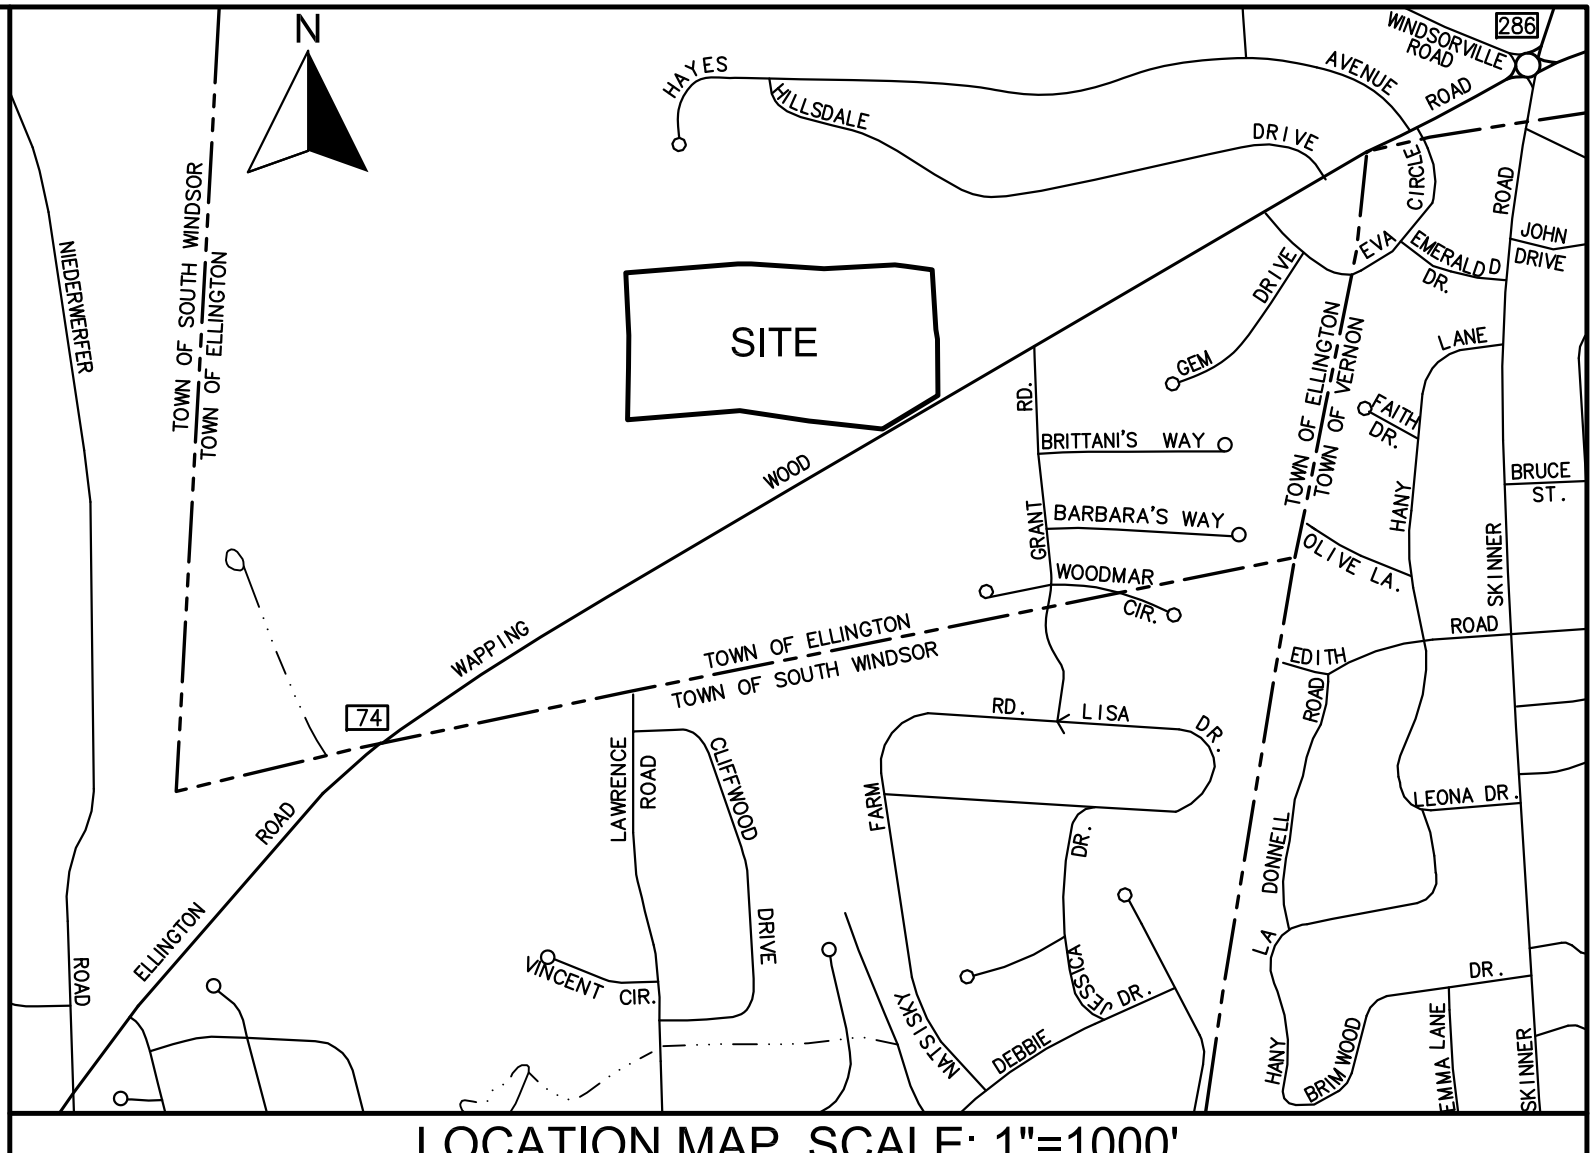 N
286
WINDSORVILLE
ROAD
HAYES
AVENUE
ROAD
HILLSDALE
DRIVE
CIRCLE
ROAD
TOWN OF SOUTH WINDSOR
TOWN OF ELLINGTON
NIEDERWERFER
JOHN
DRIVE
EVA
EMERALD D
DR.
DRIVE
SITE
GEM
LANE
TOWN OF ELLINGTON
TOWN OF VERNON
RD.
FAITH
DR.
BRITTANI'S WAY
WOOD
BRUCE
ST.
HANY
BARBARA'S WAY
GRANT
OLIVE LA.
SKINNER
WOODMAR
CIR.
WAPPING
TOWN OF ELLINGTON
TOWN OF SOUTH WINDSOR
ROAD
EDITH
ROAD
74
RD.
LISA
DR.
LAWRENCE
ROAD
CLIFFWOOD
FARM
LEONA DR.
ROAD
DR.
DONNELL
ELLINGTON
DRIVE
LA
ROAD
VINCENT
CIR.
JESSICA
DR.
DR.
NATSISKY
DEBBIE
HANY
BRIMWOOD
EMMA LANE
SKINNER
LOCATION MAP SCALE: 1"=1000'